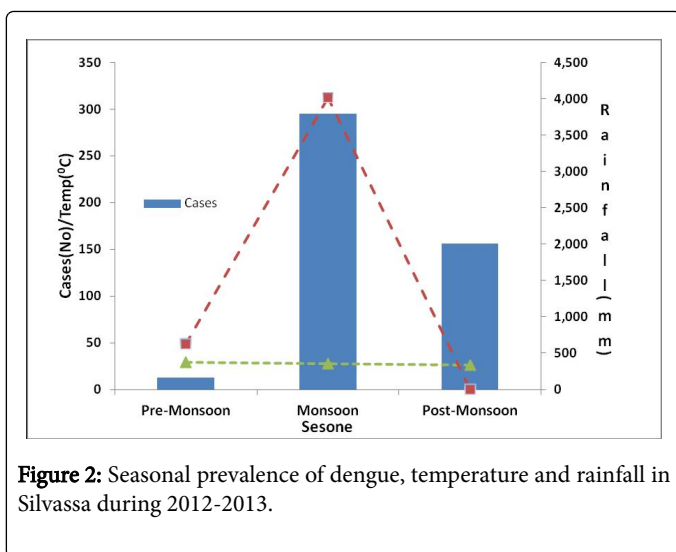 350
300
250
200
150
100
50
0
Cases(No)/Temp(⁰C)
Cases
4,500
4,000
3,500
3,000
2,500
2,000
1,500
1,000
500
0
Rainfall(mm)
Pre-Monsoon Monsoon Post-Monsoon
Sesone
Figure 2: Seasonal prevalence of dengue, temperature and rainfall in
Silvassa during 2012-2013.